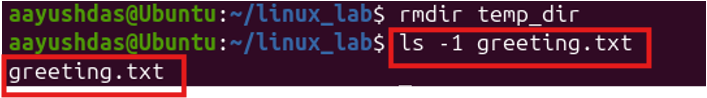 aayushdas@Ubuntu:~/linux_lab$ rmdir temp_dir
aayushdas@Ubuntu:~/linux_lab$ ls -1 greeting.txt
greeting.txt